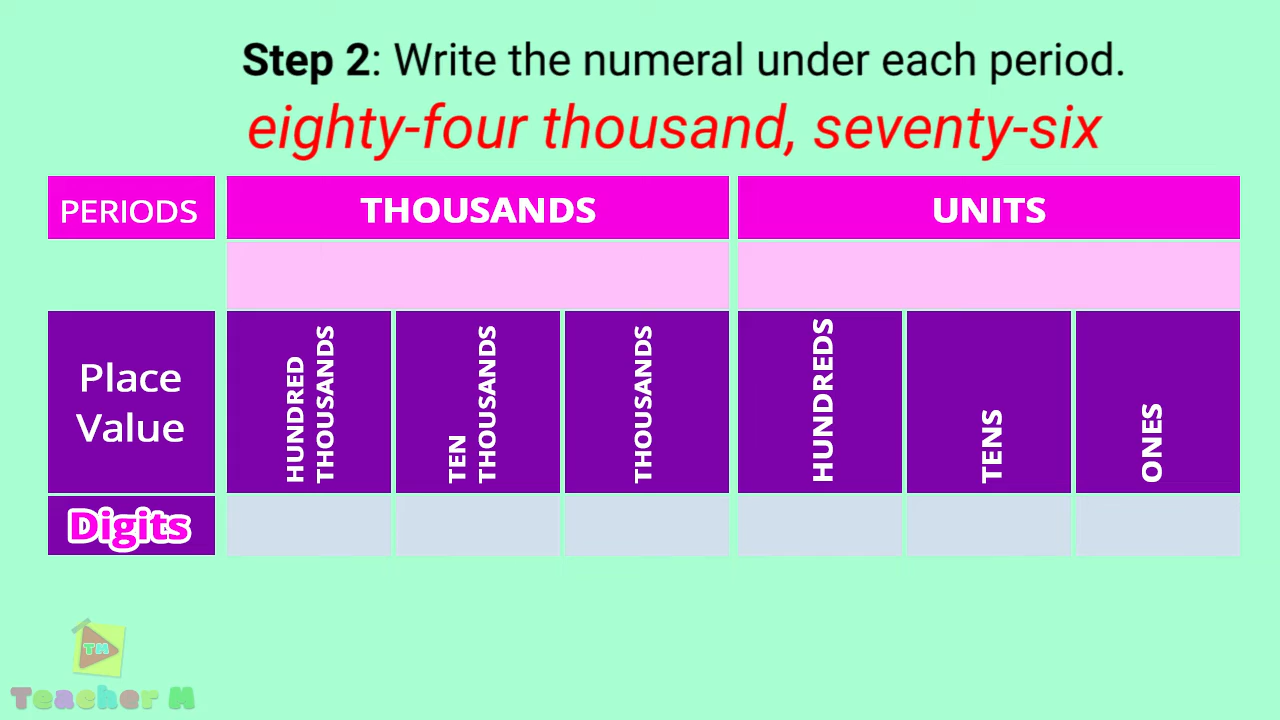 Step 2: Write the numeral under each period.
eighty-four thousand, seventy-six
PERIODS
THOUSANDS
UNITS
Place
Value
HUNDRED
THOUSANDS
TEN
THOUSANDS
THOUSANDS
HUNDREDS
TENS
ONES
Digits
TM
Teacher M